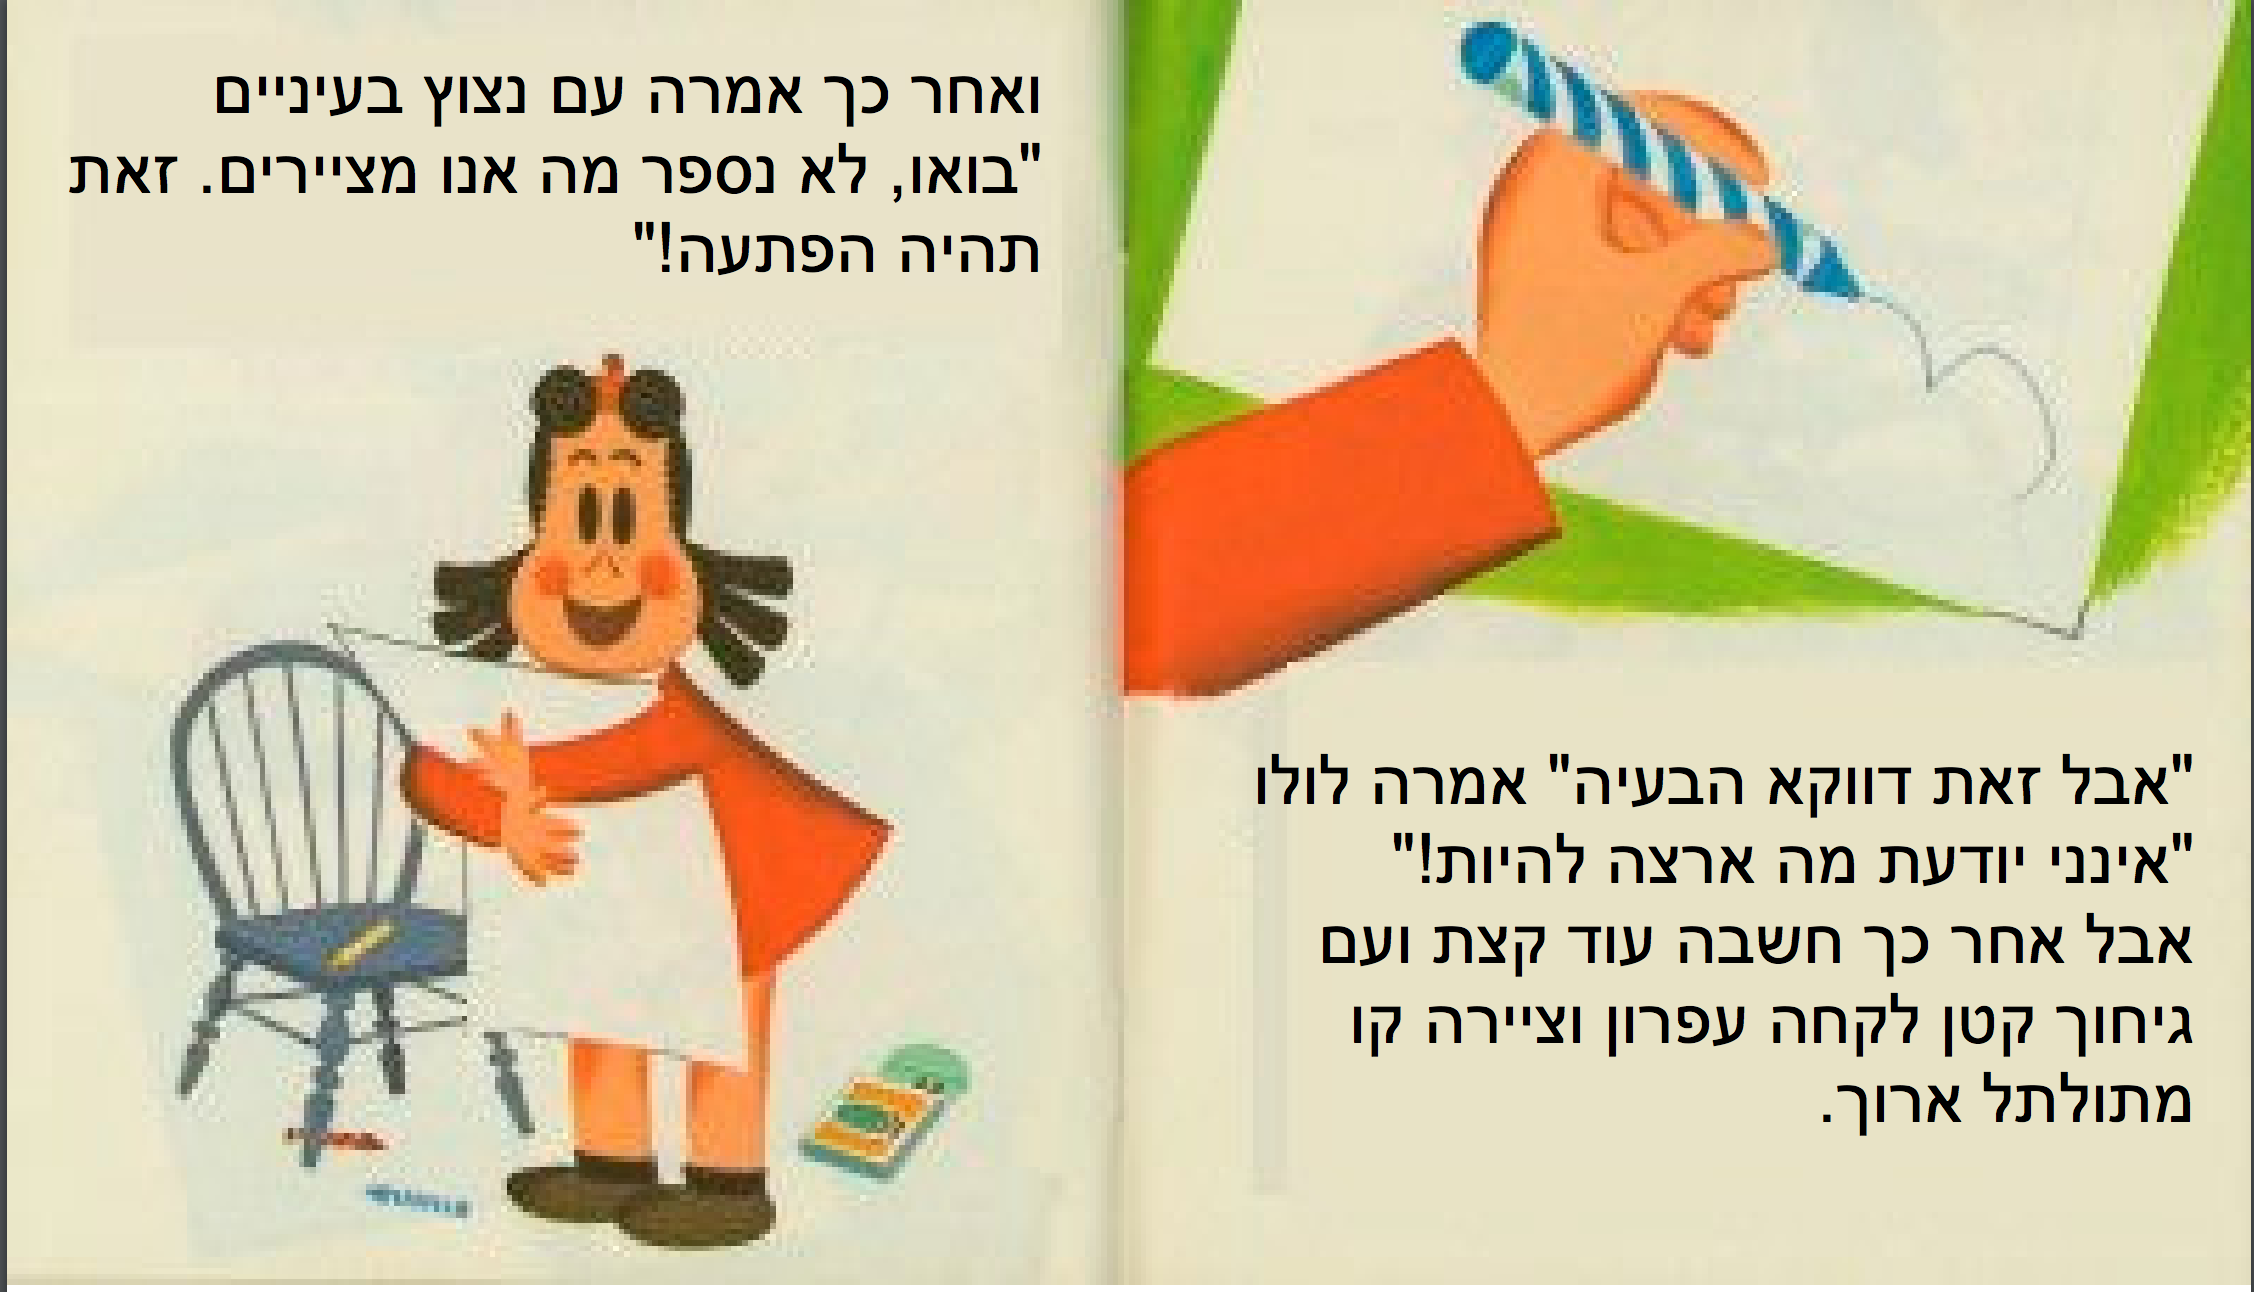 "אבל זאת דווקא הבעיה" אמרה לולו
"אינני יודעת מה ארצה להיות!"
אבל אחר כך חשבה עוד קצת ועם
גיחוך קטן לקחה עפרון וציירה קו
מתולתל ארוך.
ואחר כך אמרה עם נצוץ בעיניים
"בואו, לא נספר מה אנו מציירים. זאת
תהיה הפתעה!"